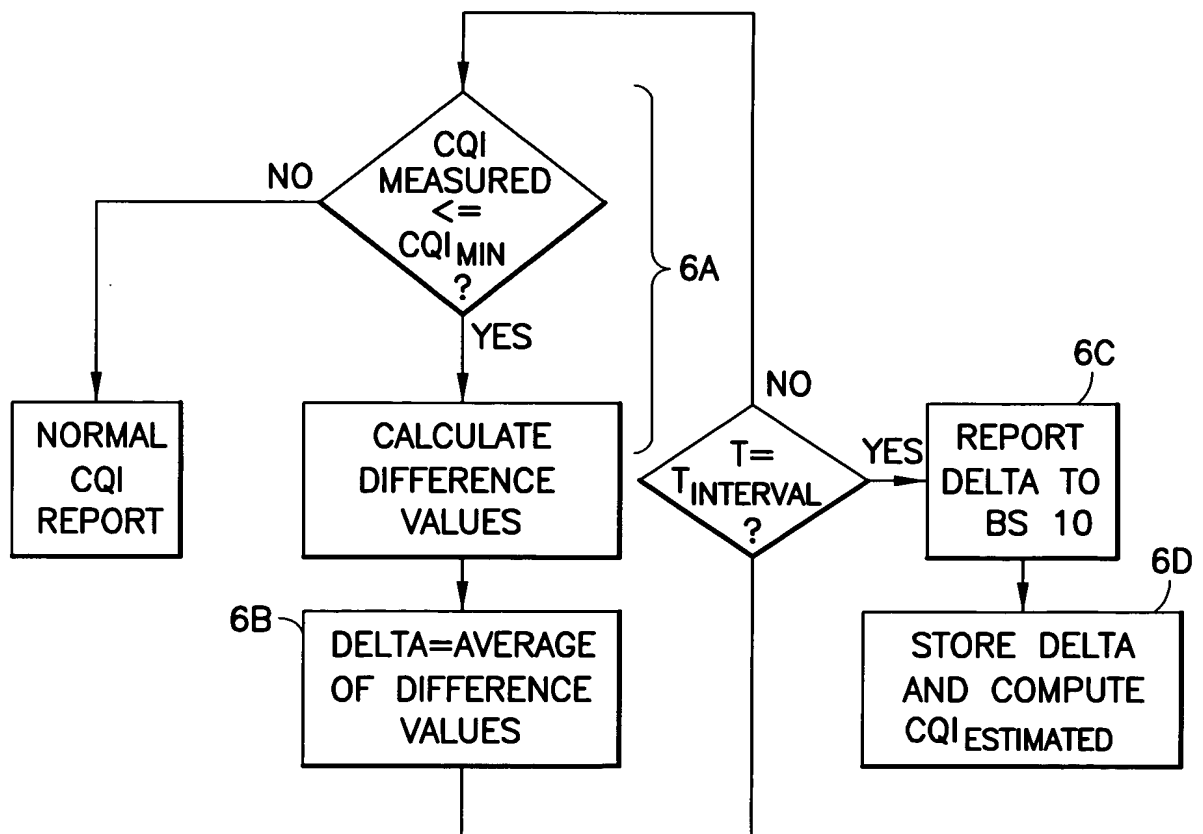 CQI
MEASURED
<=
CQIMIN
?
NO
YES
6A
NORMAL
CQI
REPORT
CALCULATE
DIFFERENCE
VALUES
6B
DELTA=AVERAGE
OF DIFFERENCE
VALUES
NO
T=
TINTERVAL
?
YES
6C
REPORT
DELTA TO
BS 10
6D
STORE DELTA
AND COMPUTE
CQIESTIMATED